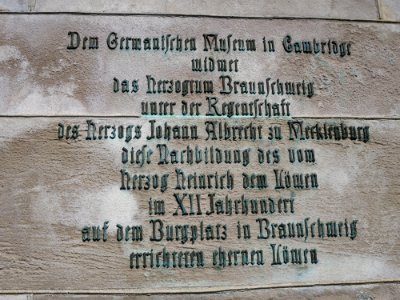 Dem Germanischen Museum in Cambridge
widmet
das Herzogtum Braunschweig
unter der Regentschaft
des Herzogs Johann Albrecht zu Mecklenburg
diese Nachbildung des vom
Herzog Heinrich dem Löwen
im XII Jahrhundert
auf dem Burgplatz in Braunschweig
errichteten ehernen Löwen